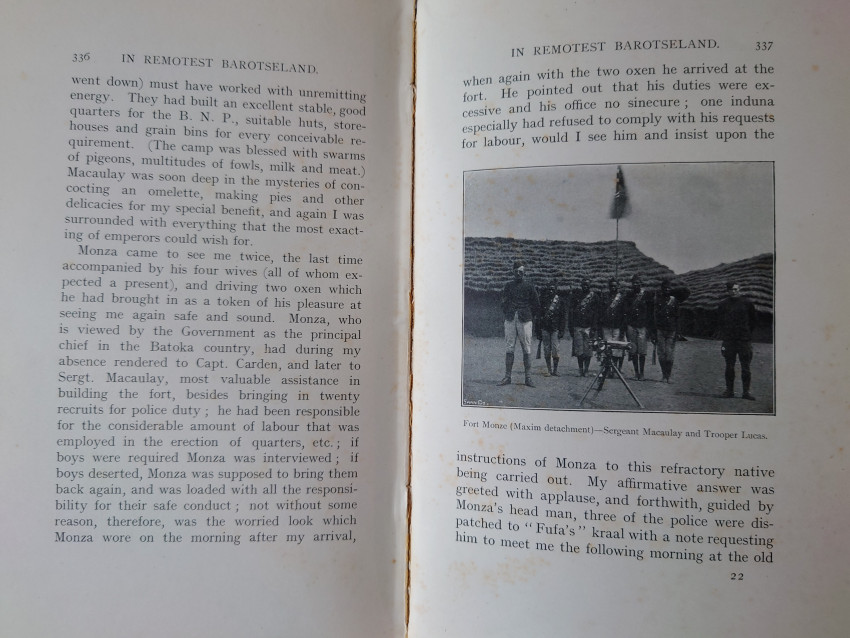 336 IN REMOTEST BAROTSELAND.
went down) must have worked with unremitting
energy. They had built an excellent stable, good
quarters for the B. N. P., suitable huts, store-
houses and grain bins for every conceivable re-
quirement. (The camp was blessed with swarms
of pigeons, multitudes of fowls, milk and meat.)
Macaulay was soon deep in the mysteries of con-
cocting an omelette, making pies and other
delicacies for my special benefit, and again I was
surrounded with everything that the most exact-
ing of emperors could wish for.
Monza came to see me twice, the last time
accompanied by his four wives (all of whom ex-
pected a present), and driving two oxen which
he had brought in as a token of his pleasure at
seeing me again safe and sound. Monza, who
is viewed by the Government as the principal
chief in the Batoka country, had during my
absence rendered to Capt. Carden, and later to
Sergt. Macaulay, most valuable assistance in
building the fort, besides bringing in twenty
recruits for police duty ; he had been responsible
for the considerable amount of labour that was
employed in the erection of quarters, etc. ; if
boys were required Monza was interviewed ; if
boys deserted, Monza was supposed to bring them
back again, and was loaded with all the responsi-
bility for their safe conduct ; not without some
reason, therefore, was the worried look which
Monza wore on the morning after my arrival,
IN REMOTEST BAROTSELAND. 337
when again with the two oxen he arrived at the
fort. He pointed out that his duties were ex-
cessive and his office no sinecure ; one induna
especially had refused to comply with his requests
for labour, would I see him and insist upon the
Fort Monze (Maxim detachment)—Sergeant Macaulay and Trooper Lucas.
instructions of Monza to this refractory native
being carried out. My affirmative answer was
greeted with applause, and forthwith, guided by
Monza's head man, three of the police were dis-
patched to "Fufa's" kraal with a note requesting
him to meet me the following morning at the old
22